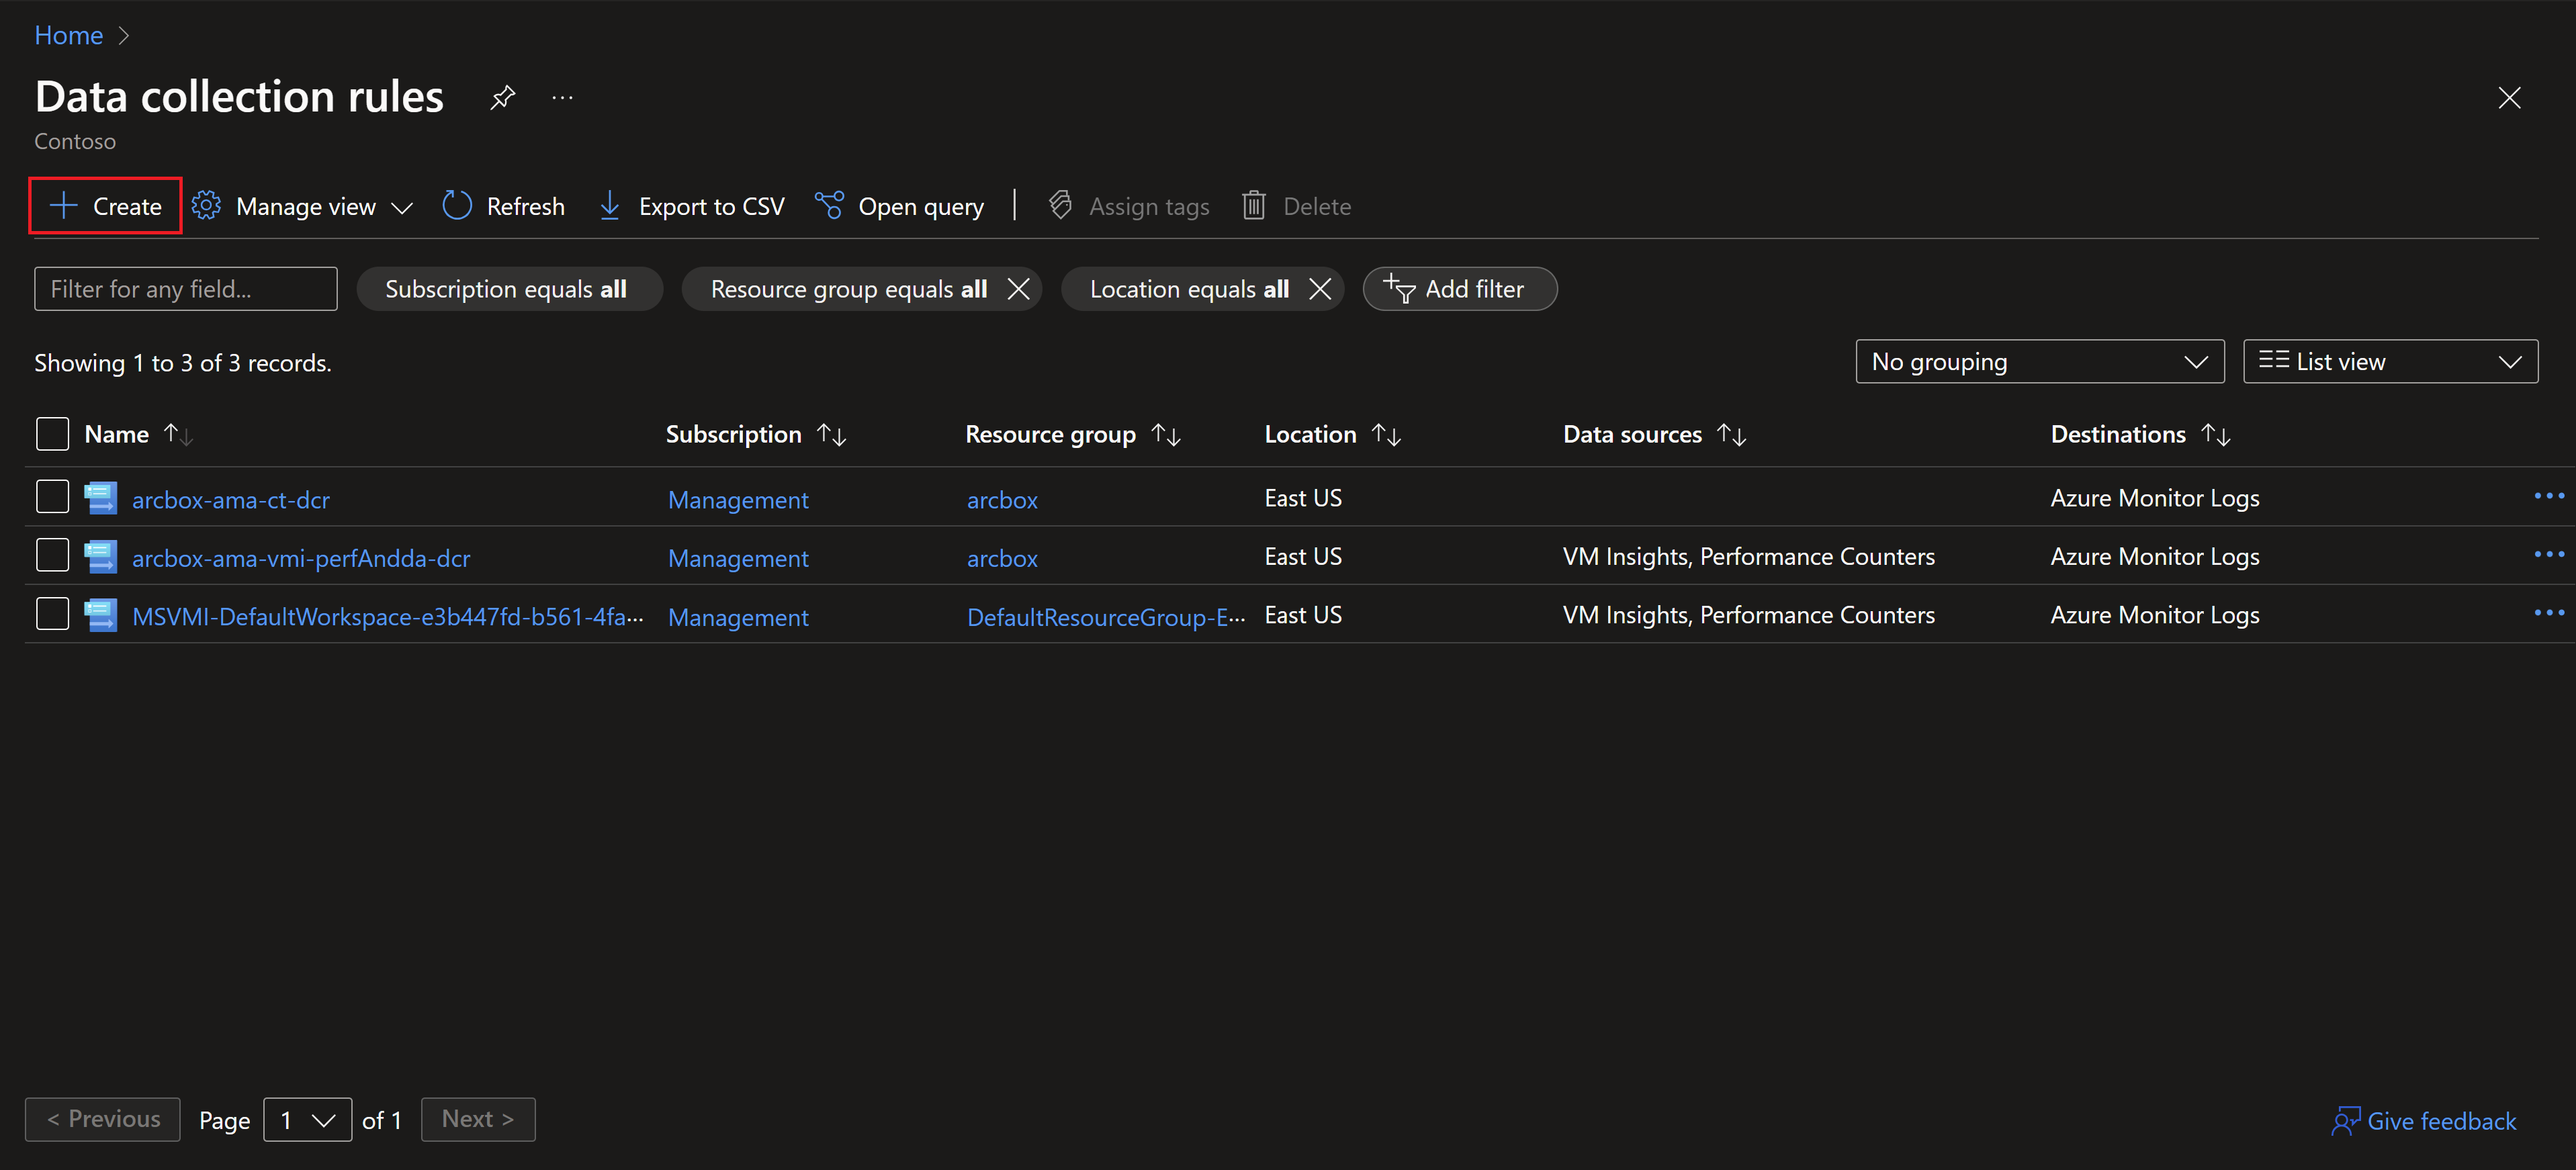 Home
Data collection rules
Contoso
Create Manage view Refresh Export to CSV Open query Assign tags Delete
Filter for any field... Subscription equals all Resource group equals all Location equals all Add filter
Showing 1 to 3 of 3 records. No grouping List view
Name Subscription Resource group Location Data sources Destinations
arcbox-ama-ct-dcr Management arcbox East US Azure Monitor Logs
arcbox-ama-vmi-perfAndda-dcr Management arcbox East US VM Insights, Performance Counters Azure Monitor Logs
MSVMI-DefaultWorkspace-e3b447fd-b561-4fa... Management DefaultResourceGroup-E... East US VM Insights, Performance Counters Azure Monitor Logs
< Previous Page 1 of 1 Next > Give feedback